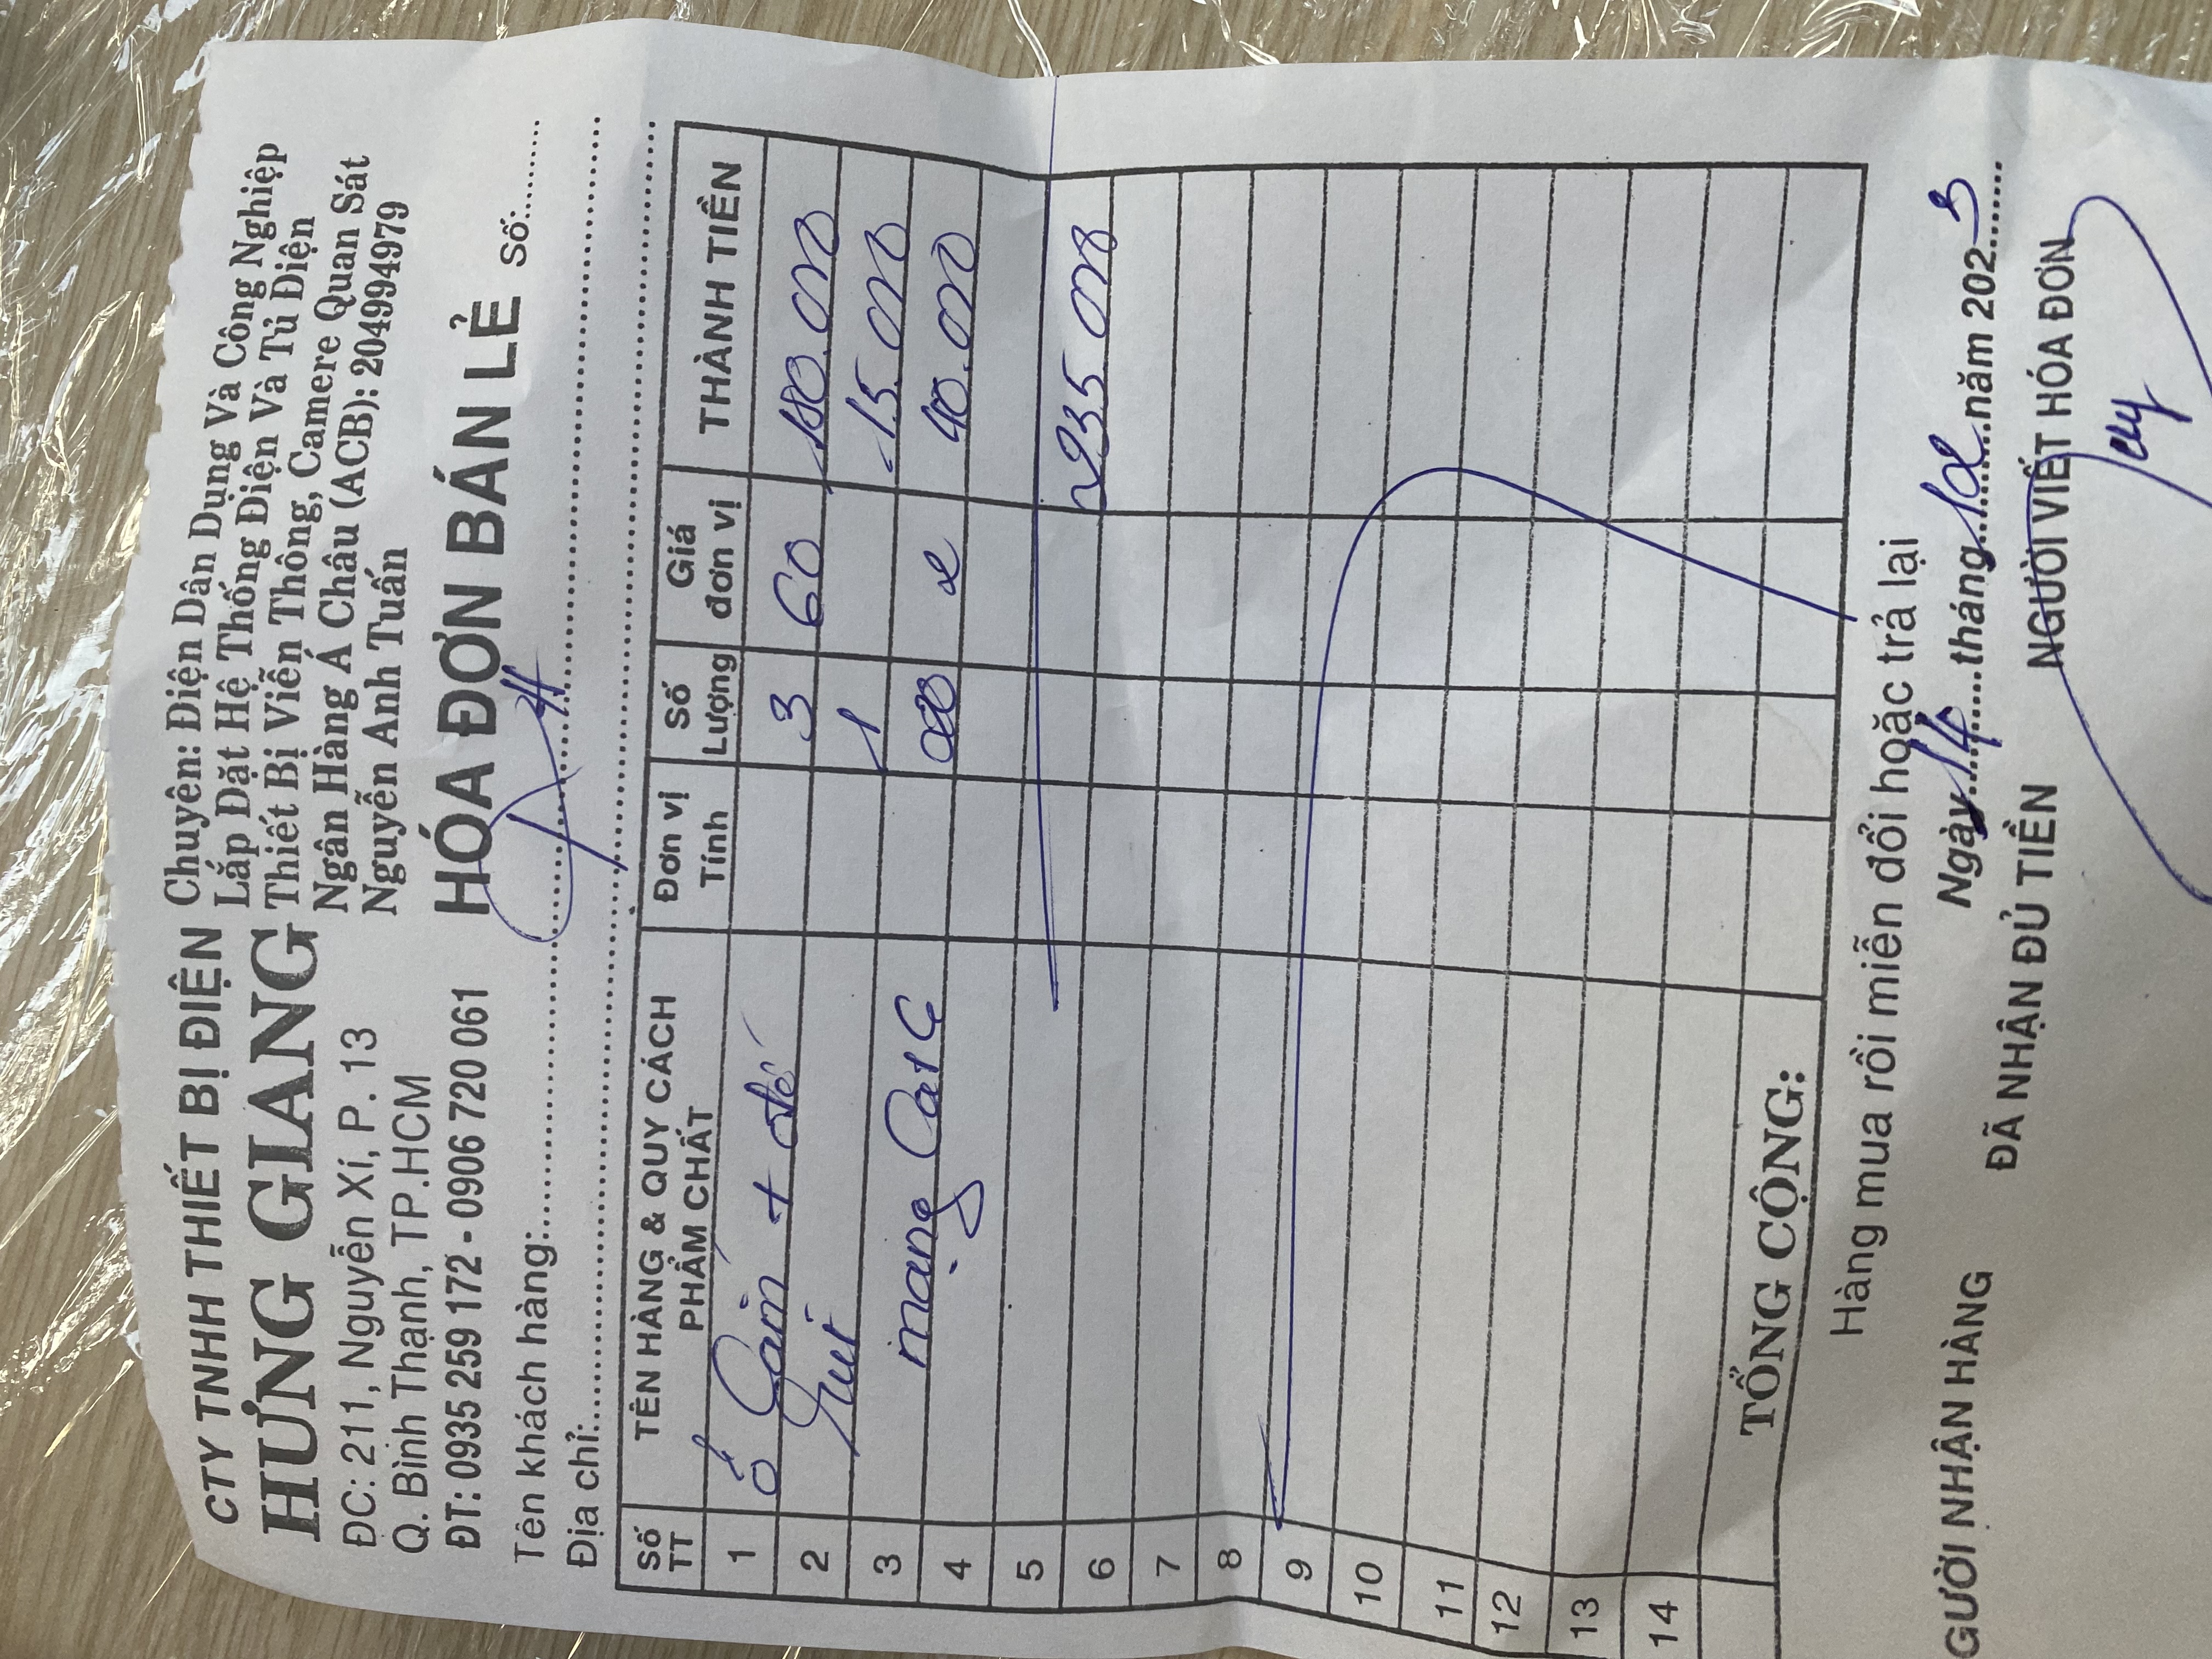 CTY TNHH THIẾT BỊ ĐIỆN
HƯNG GIANG
ĐC: 211, Nguyễn Xí, P. 13
Q. Bình Thạnh, TP.HCM
ĐT: 0935 259 172 - 0906 720 061
Chuyên: Điện Dân Dụng Và Công Nghiệp
Lắp Đặt Hệ Thống Điện Và Tủ Điện
Thiết Bị Viễn Thông, Camere Quan Sát
Ngân Hàng Á Châu (ACB): 204994979
Nguyễn Anh Tuấn
HÓA ĐƠN BÁN LẺ Số:.........
Tên khách hàng:
Địa chỉ:
Số TT TÊN HÀNG & QUY CÁCH PHẨM CHẤT Đơn vị Tính Số Lượng Giá đơn vị THÀNH TIỀN
1 ổ Cắm + đế 3 60 180.000
2 1 15.000
3 mạng Cat 6 20 2 40.000
4
5
6 235.000
7
8
9
10
11
12
13
14
TỔNG CỘNG:
Hàng mua rồi miễn đổi hoặc trả lại
Ngày 14 tháng 12 năm 2023
GƯỜI NHẬN HÀNG
ĐÃ NHẬN ĐỦ TIỀN
NGƯỜI VIẾT HÓA ĐƠN